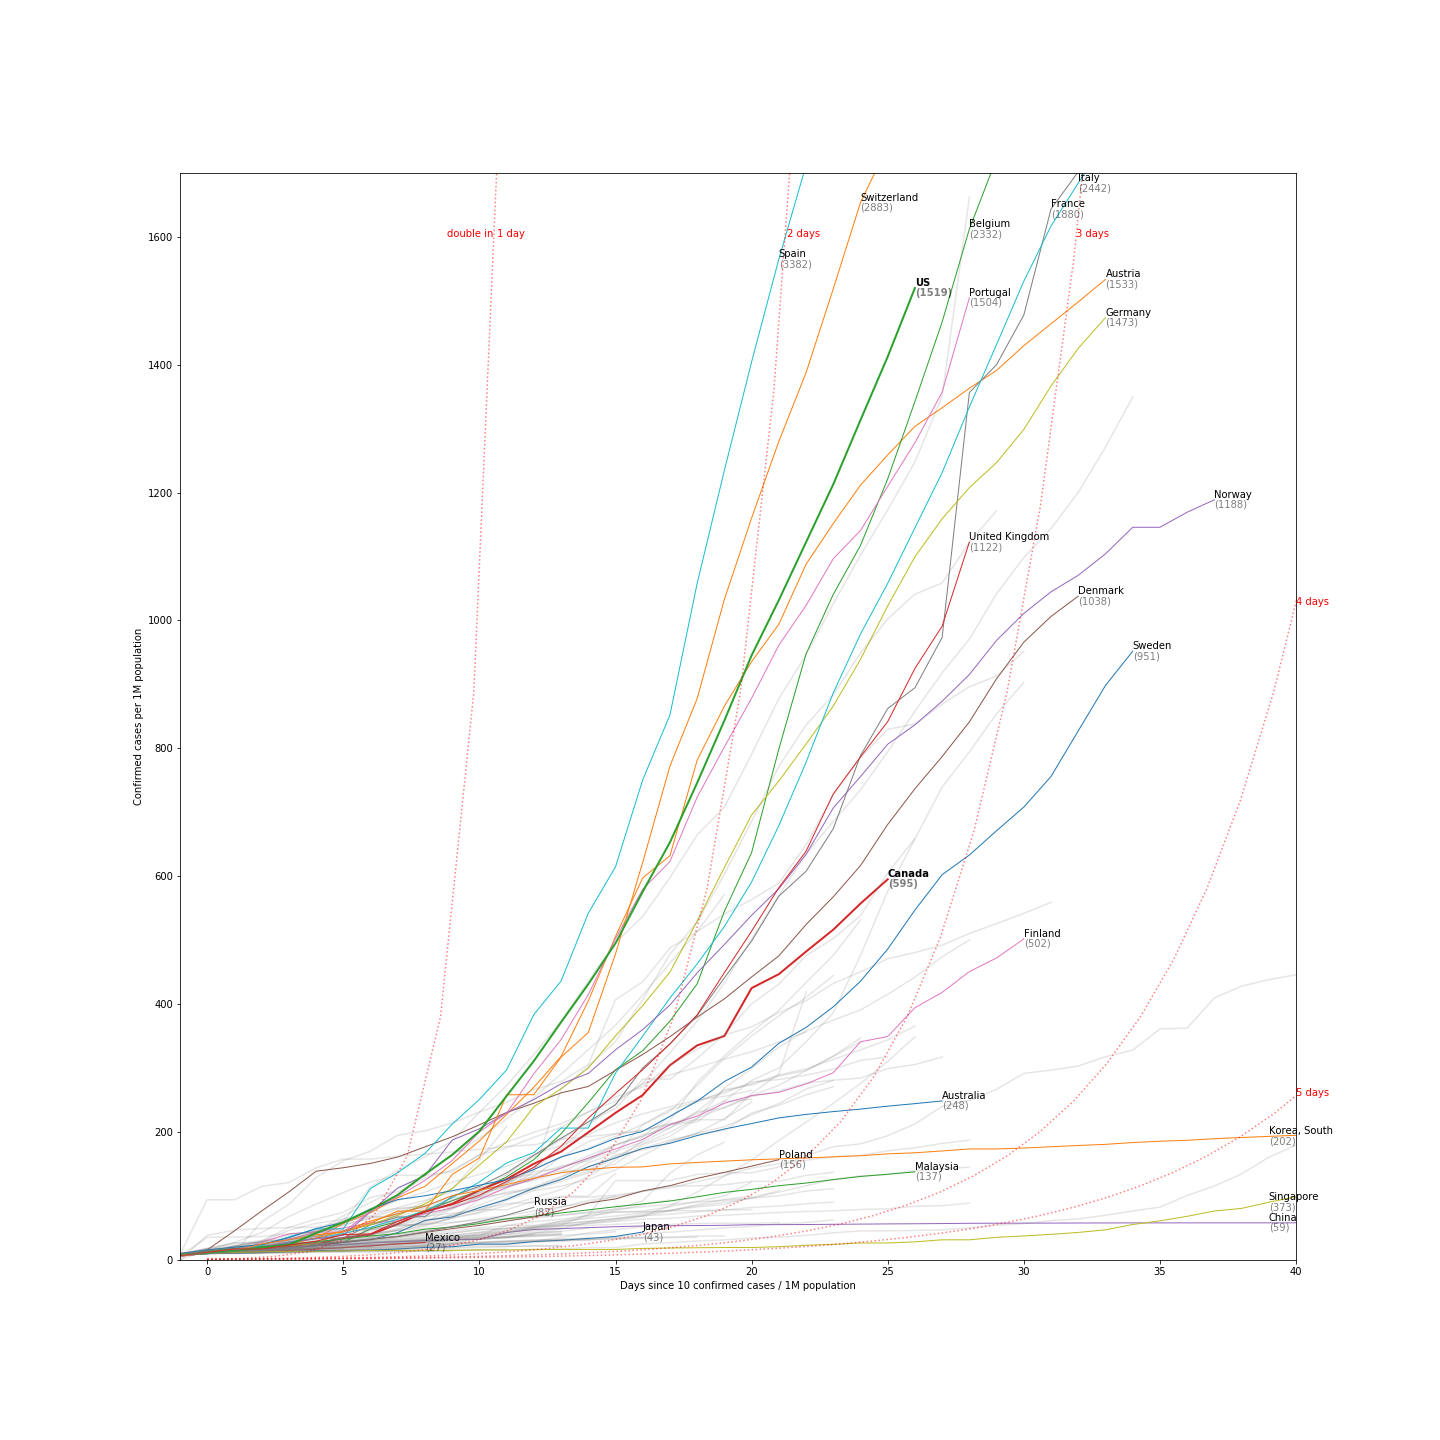 Italy
(2442)
Switzerland
(2883)
France
(1880)
Belgium
(2332)
double in 1 day
2 days
3 days
Spain
(3382)
Austria
(1533)
US
(1519)
Portugal
(1504)
Germany
(1473)
Norway
(1188)
United Kingdom
(1122)
Denmark
(1038)
4 days
Sweden
(951)
Canada
(595)
Finland
(502)
5 days
Australia
(248)
Korea, South
(202)
Poland
(156)
Malaysia
(137)
Russia
(82)
Singapore
(373)
China
(59)
Japan
(43)
Mexico
(27)
1600
1400
1200
1000
800
600
400
200
0
Confirmed cases per 1M population
0 5 10 15 20 25 30 35 40
Days since 10 confirmed cases / 1M population